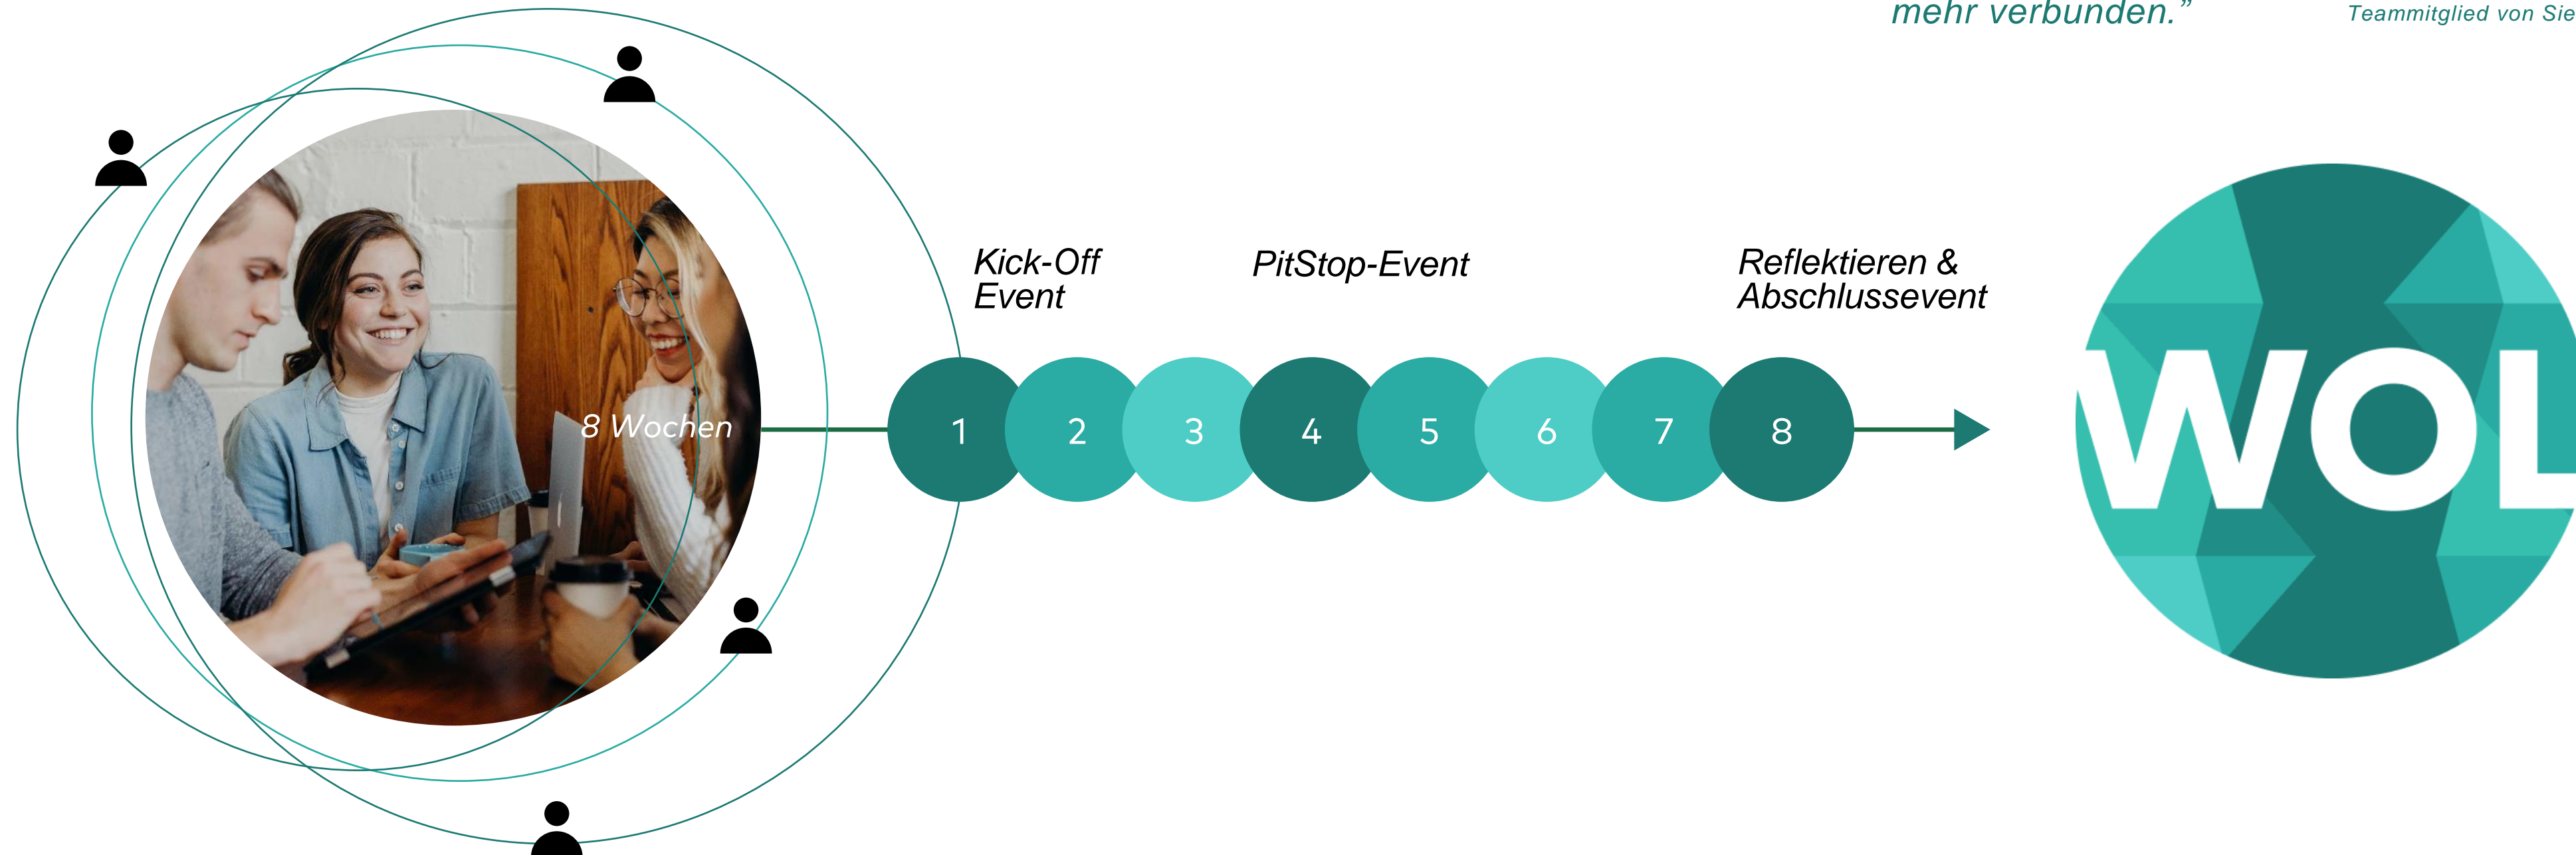 mehr verbunden.”
Teammitglied von Sie
Kick-Off
Event
PitStop-Event
Reflektieren &
Abschlussevent
8 Wochen
1 2 3 4 5 6 7 8
WOL